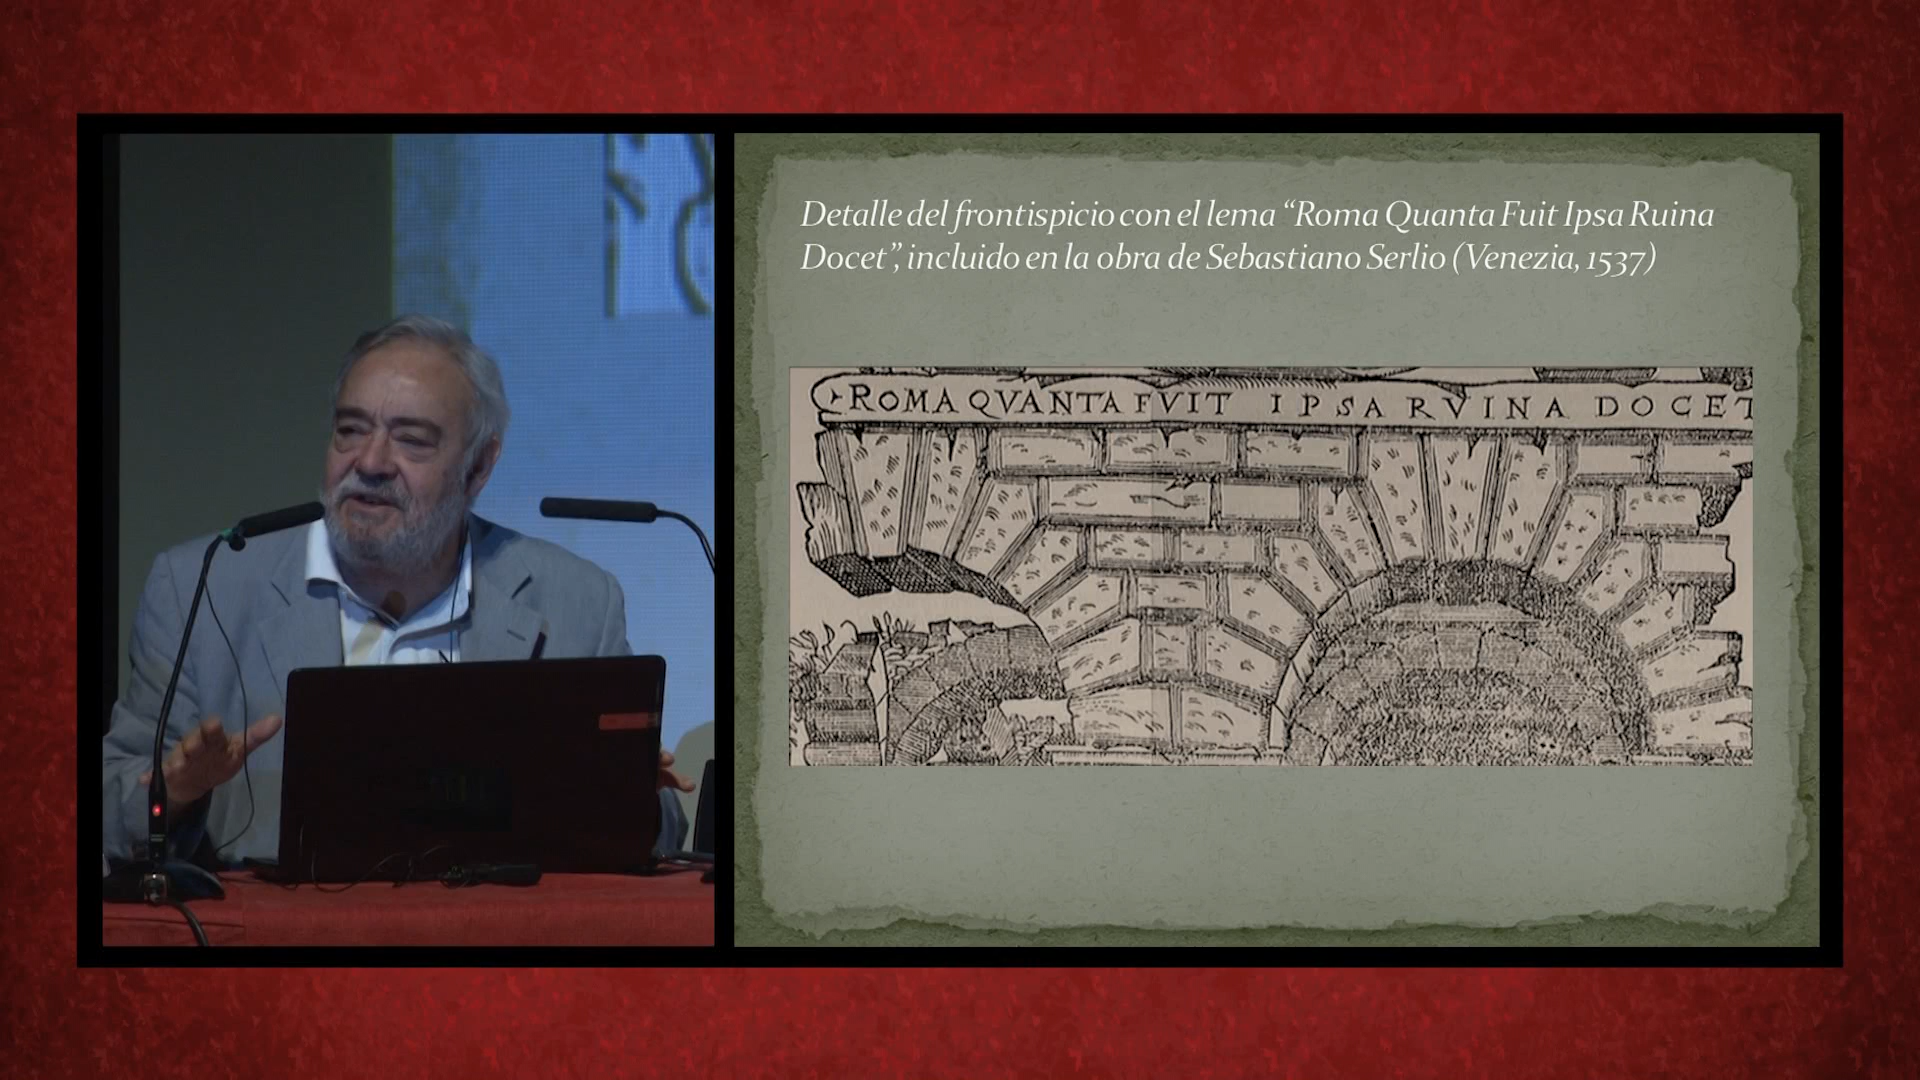 Detalle del frontispicio con el lema “Roma Quanta Fuit Ipsa Ruina
Docet”, incluido en la obra de Sebastiano Serlio (Venezia, 1537)
ROMA QVANTA FVIT IPSA RVINA DOCET